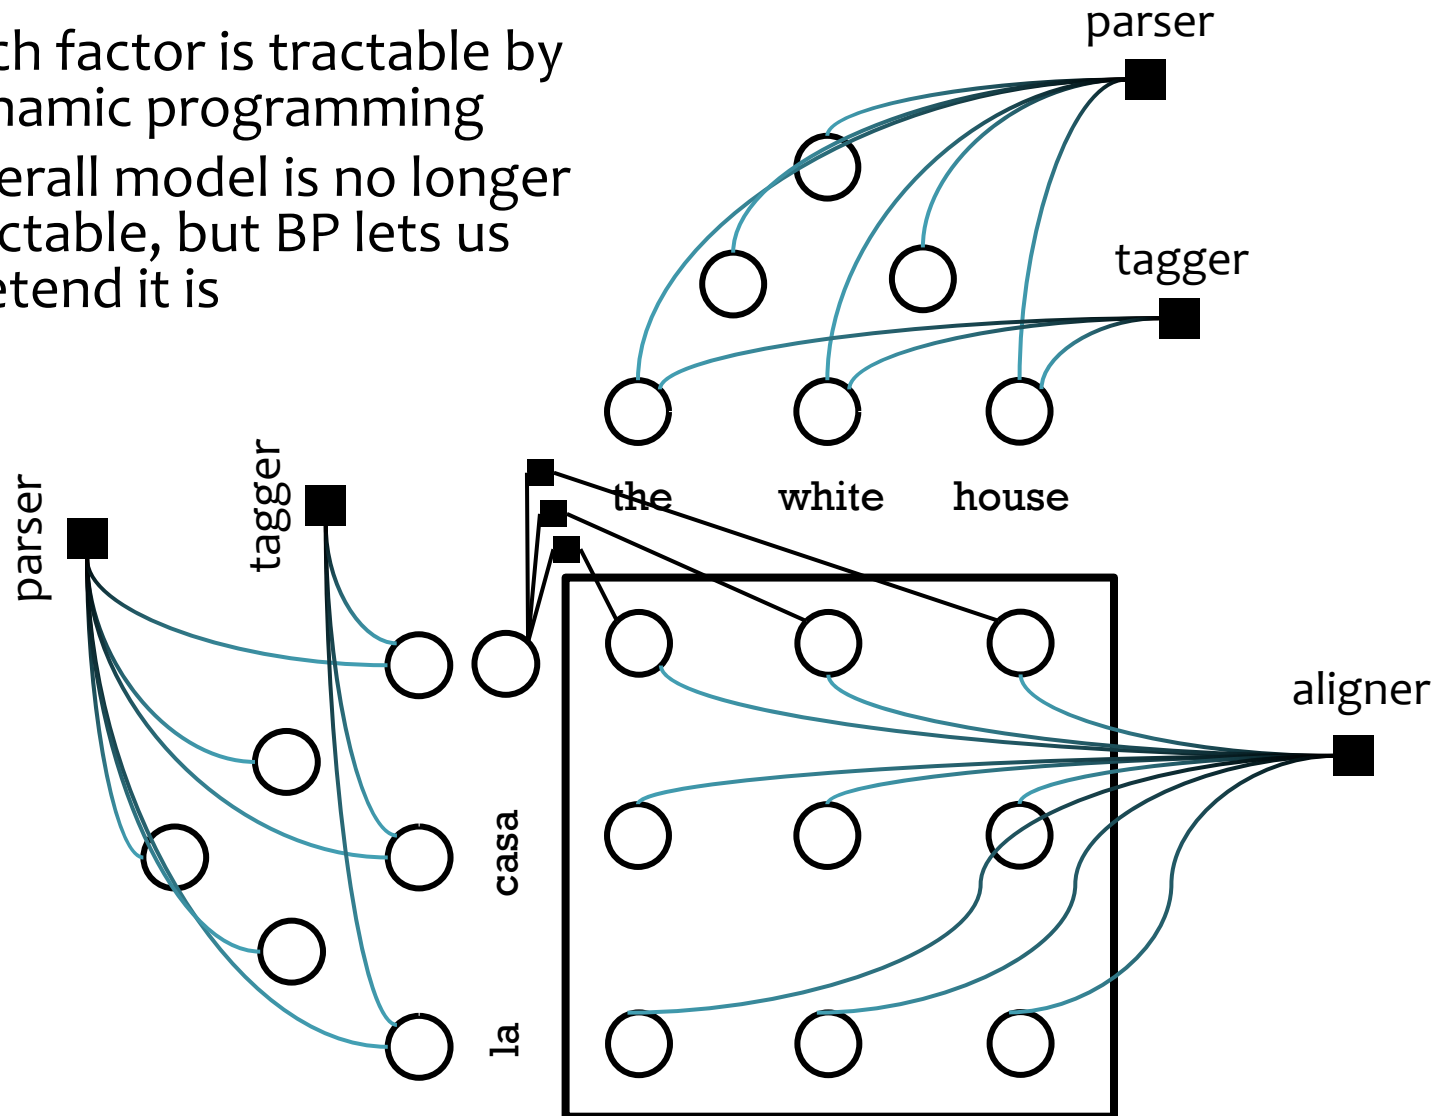 ch factor is tractable by
namic programming
erall model is no longer
ctable, but BP lets us
etend it is
parser
tagger
the white house
parser
tagger
casa
la
aligner